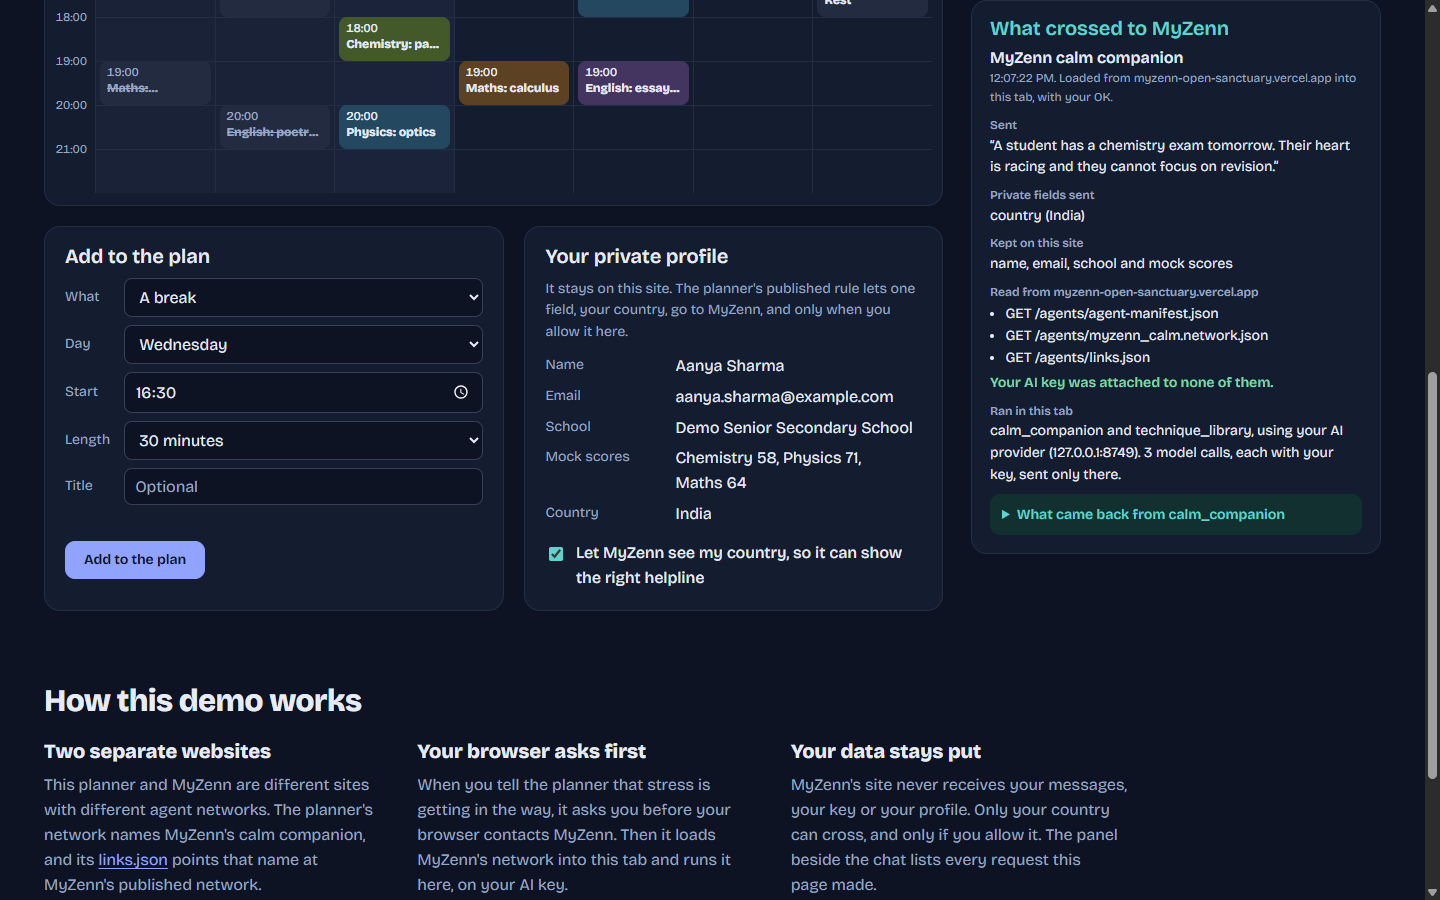 18:00
Rest
18:00
Chemistry: pa...
19:00
19:00
Maths:...
19:00
Maths: calculus
19:00
English: essay...
20:00
20:00
English: poetr...
20:00
Physics: optics
21:00
Add to the plan
What
A break
Day
Wednesday
Start
16:30
Length
30 minutes
Title
Optional
Add to the plan
Your private profile
It stays on this site. The planner's published rule lets one
field, your country, go to MyZenn, and only when you
allow it here.
Name
Aanya Sharma
Email
aanya.sharma@example.com
School
Demo Senior Secondary School
Mock scores
Chemistry 58, Physics 71,
Maths 64
Country
India
Let MyZenn see my country, so it can show
the right helpline
What crossed to MyZenn
MyZenn calm companion
12:07:22 PM. Loaded from myzenn-open-sanctuary.vercel.app into
this tab, with your OK.
Sent
"A student has a chemistry exam tomorrow. Their heart
is racing and they cannot focus on revision."
Private fields sent
country (India)
Kept on this site
name, email, school and mock scores
Read from myzenn-open-sanctuary.vercel.app
• GET /agents/agent-manifest.json
• GET /agents/myzenn_calm.network.json
• GET /agents/links.json
Your AI key was attached to none of them.
Ran in this tab
calm_companion and technique_library, using your AI
provider (127.0.0.1:8749). 3 model calls, each with your
key, sent only there.
What came back from calm_companion
How this demo works
Two separate websites
This planner and MyZenn are different sites
with different agent networks. The planner's
network names MyZenn's calm companion,
and its links.json points that name at
MyZenn's published network.
Your browser asks first
When you tell the planner that stress is
getting in the way, it asks you before your
browser contacts MyZenn. Then it loads
MyZenn's network into this tab and runs it
here, on your AI key.
Your data stays put
MyZenn's site never receives your messages,
your key or your profile. Only your country
can cross, and only if you allow it. The panel
beside the chat lists every request this
page made.